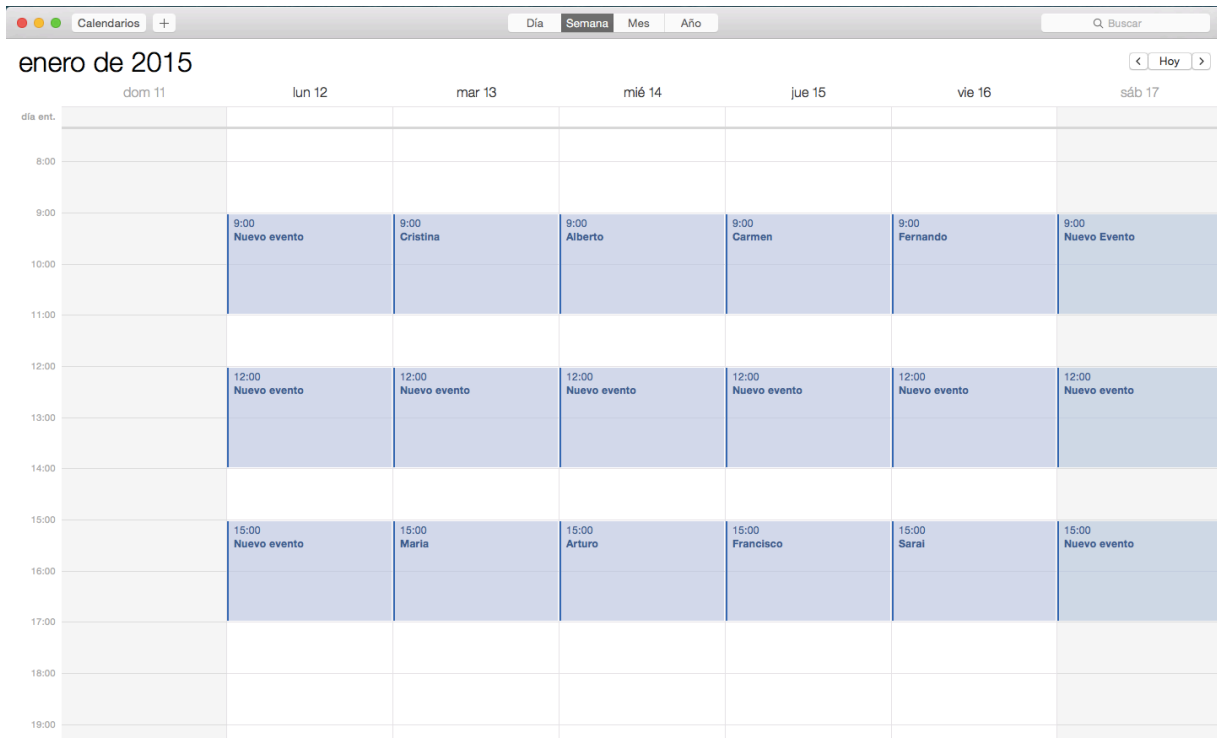 Calendarios +
Día Semana Mes Año
Buscar
enero de 2015
< Hoy >
dom 11 lun 12 mar 13 mié 14 jue 15 vie 16 sáb 17
día ent.
8:00
9:00
9:00 9:00 9:00 9:00 9:00 9:00
Nuevo evento Cristina Alberto Carmen Fernando Nuevo Evento
10:00
11:00
12:00
12:00 12:00 12:00 12:00 12:00 12:00
Nuevo evento Nuevo evento Nuevo evento Nuevo evento Nuevo evento Nuevo evento
13:00
14:00
15:00
15:00 15:00 15:00 15:00 15:00 15:00
Nuevo evento Maria Arturo Francisco Sarai Nuevo evento
16:00
17:00
18:00
19:00